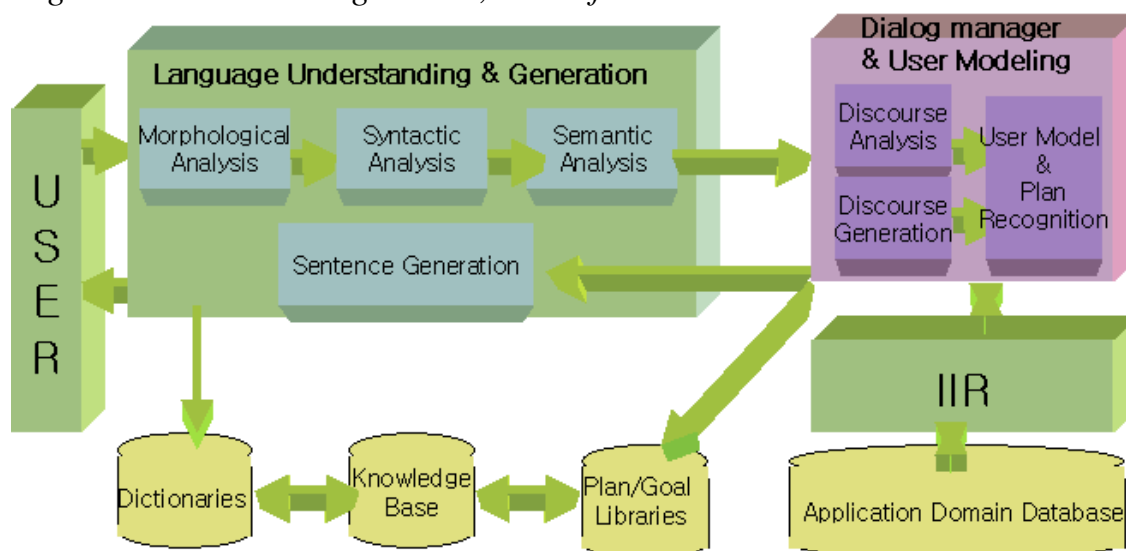 Dialog manager
& User Modeling
Language Understanding & Generation
Morphological
Analysis
Syntactic
Analysis
Semantic
Analysis
Discourse
Analysis
Discourse
Generation
User Model
&
Plan
Recognition
Sentence Generation
U
S
E
R
IIR
Dictionaries
Knowledge
Base
Plan/Goal
Libraries
Application Domain Database